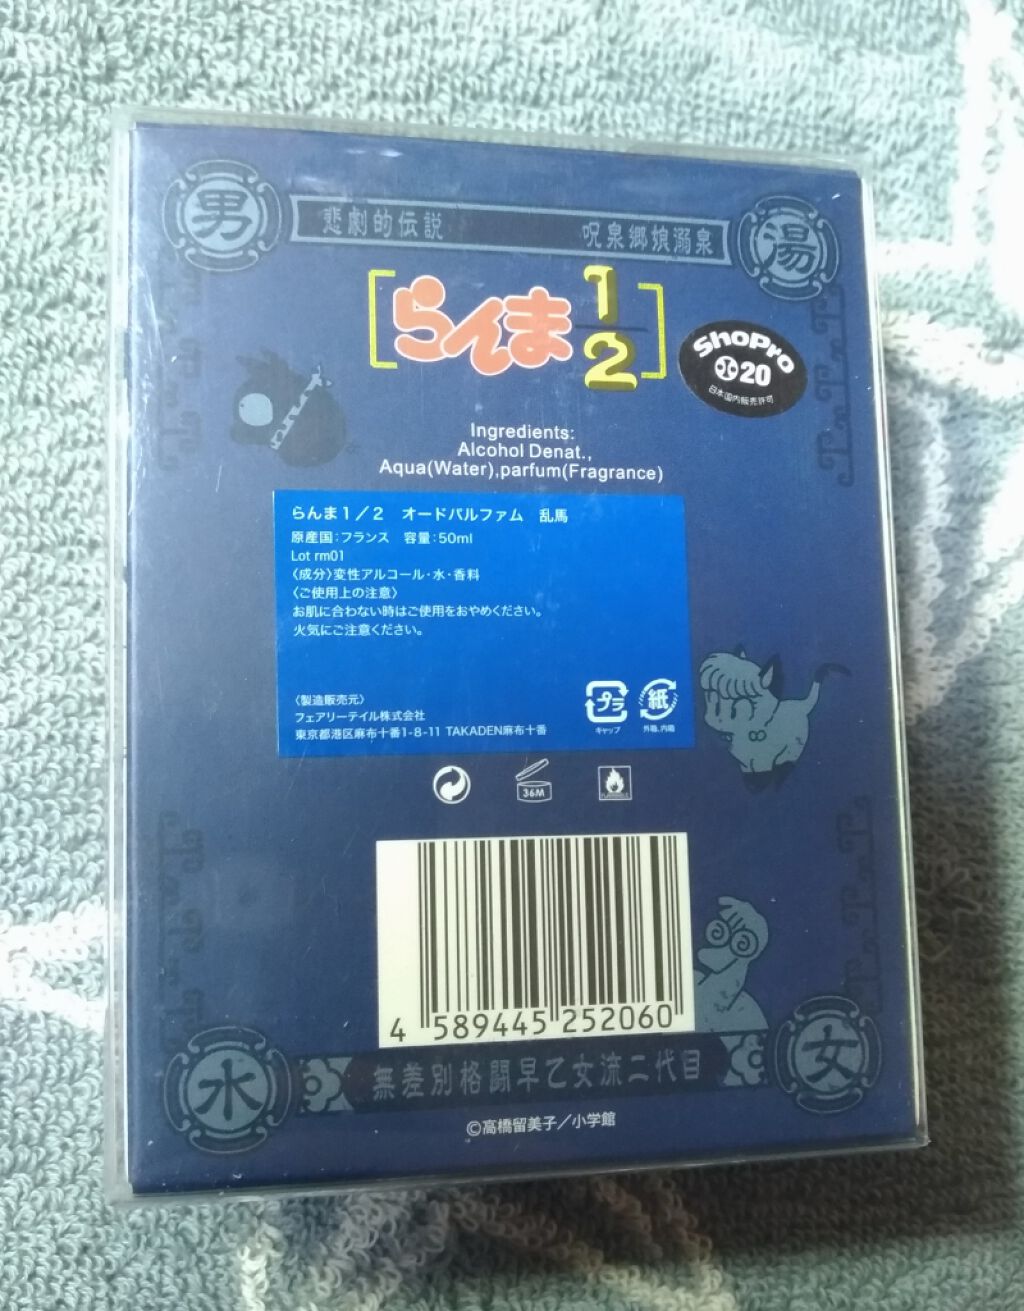 男
悲劇的伝説 呪泉郷娘溺泉
湯
[らんま1/2]
ShoPro
20
日本国内販売許可
Ingredients:
Alcohol Denat.,
Aqua(Water),parfum(Fragrance)
らんま1/2 オードパルファム 乱馬
原産国:フランス 容量:50ml
Lot rm01
〈成分〉変性アルコール・水・香料
〈ご使用上の注意〉
お肌に合わない時はご使用をおやめください。
火気にご注意ください。
〈製造販売元〉
フェアリーテイル株式会社
東京都港区麻布十番1-8-11 TAKADEN麻布十番
プラ
キャップ
紙
外箱、内箱
36M
FLAMMABLE
4 589445 252060
水
無差別格闘早乙女流二代目
女
©高橋留美子/小学館